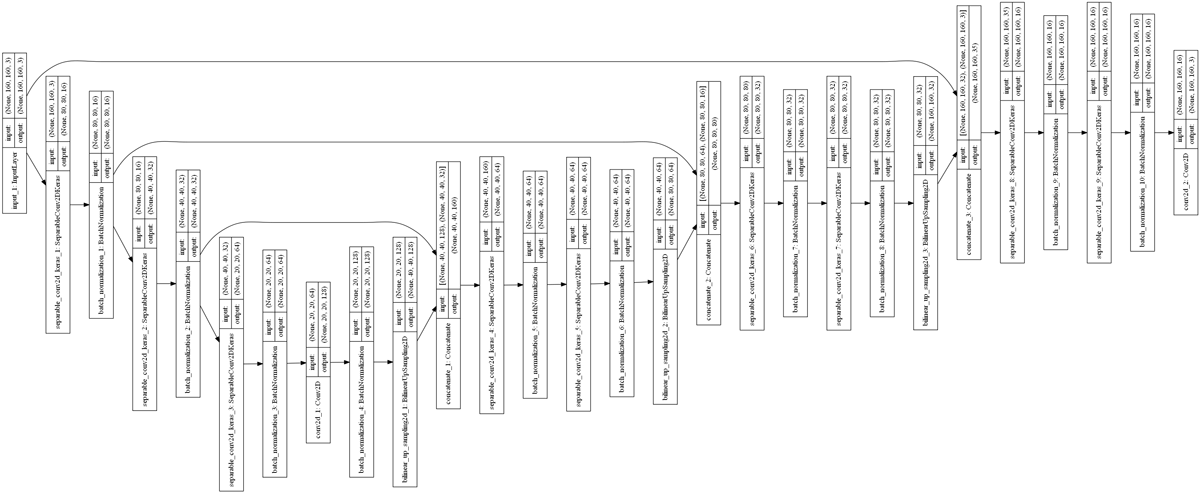 input_1: InputLayer
input: (None, 160, 160, 3)
output: (None, 160, 160, 3)
separable_conv2d_keras_1: SeparableConv2DKeras
input: (None, 160, 160, 3)
output: (None, 80, 80, 16)
batch_normalization_1: BatchNormalization
input: (None, 80, 80, 16)
output: (None, 80, 80, 16)
separable_conv2d_keras_2: SeparableConv2DKeras
input: (None, 80, 80, 16)
output: (None, 40, 40, 32)
batch_normalization_2: BatchNormalization
input: (None, 40, 40, 32)
output: (None, 40, 40, 32)
separable_conv2d_keras_3: SeparableConv2DKeras
input: (None, 40, 40, 32)
output: (None, 20, 20, 64)
batch_normalization_3: BatchNormalization
input: (None, 20, 20, 64)
output: (None, 20, 20, 64)
conv2d_1: Conv2D
input: (None, 20, 20, 64)
output: (None, 20, 20, 128)
batch_normalization_4: BatchNormalization
input: (None, 20, 20, 128)
output: (None, 20, 20, 128)
bilinear_up_sampling2d_1: BilinearUpSampling2D
input: (None, 20, 20, 128)
output: (None, 40, 40, 128)
concatenate_1: Concatenate
input: [(None, 40, 40, 128), (None, 40, 40, 32)]
output: (None, 40, 40, 160)
separable_conv2d_keras_4: SeparableConv2DKeras
input: (None, 40, 40, 160)
output: (None, 40, 40, 64)
batch_normalization_5: BatchNormalization
input: (None, 40, 40, 64)
output: (None, 40, 40, 64)
separable_conv2d_keras_5: SeparableConv2DKeras
input: (None, 40, 40, 64)
output: (None, 40, 40, 64)
batch_normalization_6: BatchNormalization
input: (None, 40, 40, 64)
output: (None, 40, 40, 64)
bilinear_up_sampling2d_2: BilinearUpSampling2D
input: (None, 40, 40, 64)
output: (None, 80, 80, 64)
concatenate_2: Concatenate
input: [(None, 80, 80, 64), (None, 80, 80, 16)]
output: (None, 80, 80, 80)
separable_conv2d_keras_6: SeparableConv2DKeras
input: (None, 80, 80, 80)
output: (None, 80, 80, 32)
batch_normalization_7: BatchNormalization
input: (None, 80, 80, 32)
output: (None, 80, 80, 32)
separable_conv2d_keras_7: SeparableConv2DKeras
input: (None, 80, 80, 32)
output: (None, 80, 80, 32)
batch_normalization_8: BatchNormalization
input: (None, 80, 80, 32)
output: (None, 80, 80, 32)
bilinear_up_sampling2d_3: BilinearUpSampling2D
input: (None, 80, 80, 32)
output: (None, 160, 160, 32)
concatenate_3: Concatenate
input: [(None, 160, 160, 32), (None, 160, 160, 3)]
output: (None, 160, 160, 35)
separable_conv2d_keras_8: SeparableConv2DKeras
input: (None, 160, 160, 35)
output: (None, 160, 160, 16)
batch_normalization_9: BatchNormalization
input: (None, 160, 160, 16)
output: (None, 160, 160, 16)
separable_conv2d_keras_9: SeparableConv2DKeras
input: (None, 160, 160, 16)
output: (None, 160, 160, 16)
batch_normalization_10: BatchNormalization
input: (None, 160, 160, 16)
output: (None, 160, 160, 16)
conv2d_2: Conv2D
input: (None, 160, 160, 16)
output: (None, 160, 160, 3)